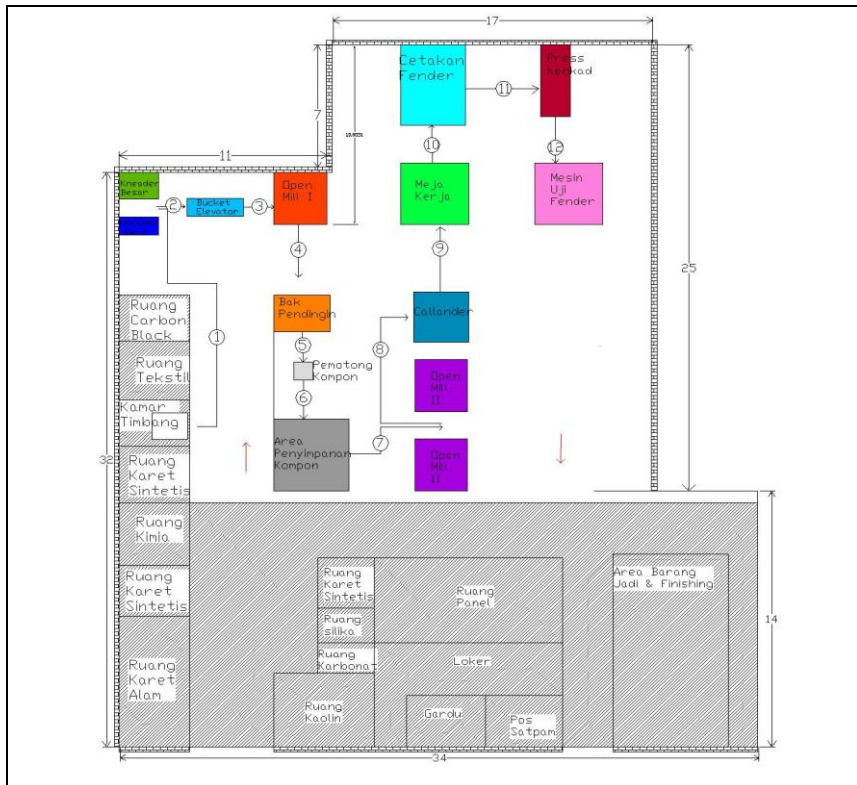 17
Cetakan
Fender
Press
11
7
10
12
11
Kneader
Besar
Open
Mill I
Meja
Kerja
Mesin
Uji
Fender
2
Bucket
Elevator
3
4
9
25
Ruang
Carbon
Black
Bak
Pendingin
Callander
1
5
8
Ruang
Tekstil
Pematong
Kompon
Open
Mill
II
6
Kamar
Timbang
Area
Penyimpanan
Kompon
7
Open
Mill
II
32
Ruang
Karet
Sintetis
Ruang
Kimia
Ruang
Karet
Sintetis
Ruang
Karet
Sintetis
Ruang
Panel
Area Barang
Jadi & Finishing
Ruang
silika
14
Ruang
Karbonat
Loker
Ruang
Karet
Alam
Ruang
Kaolin
Gardu
Pos
Satpam
34